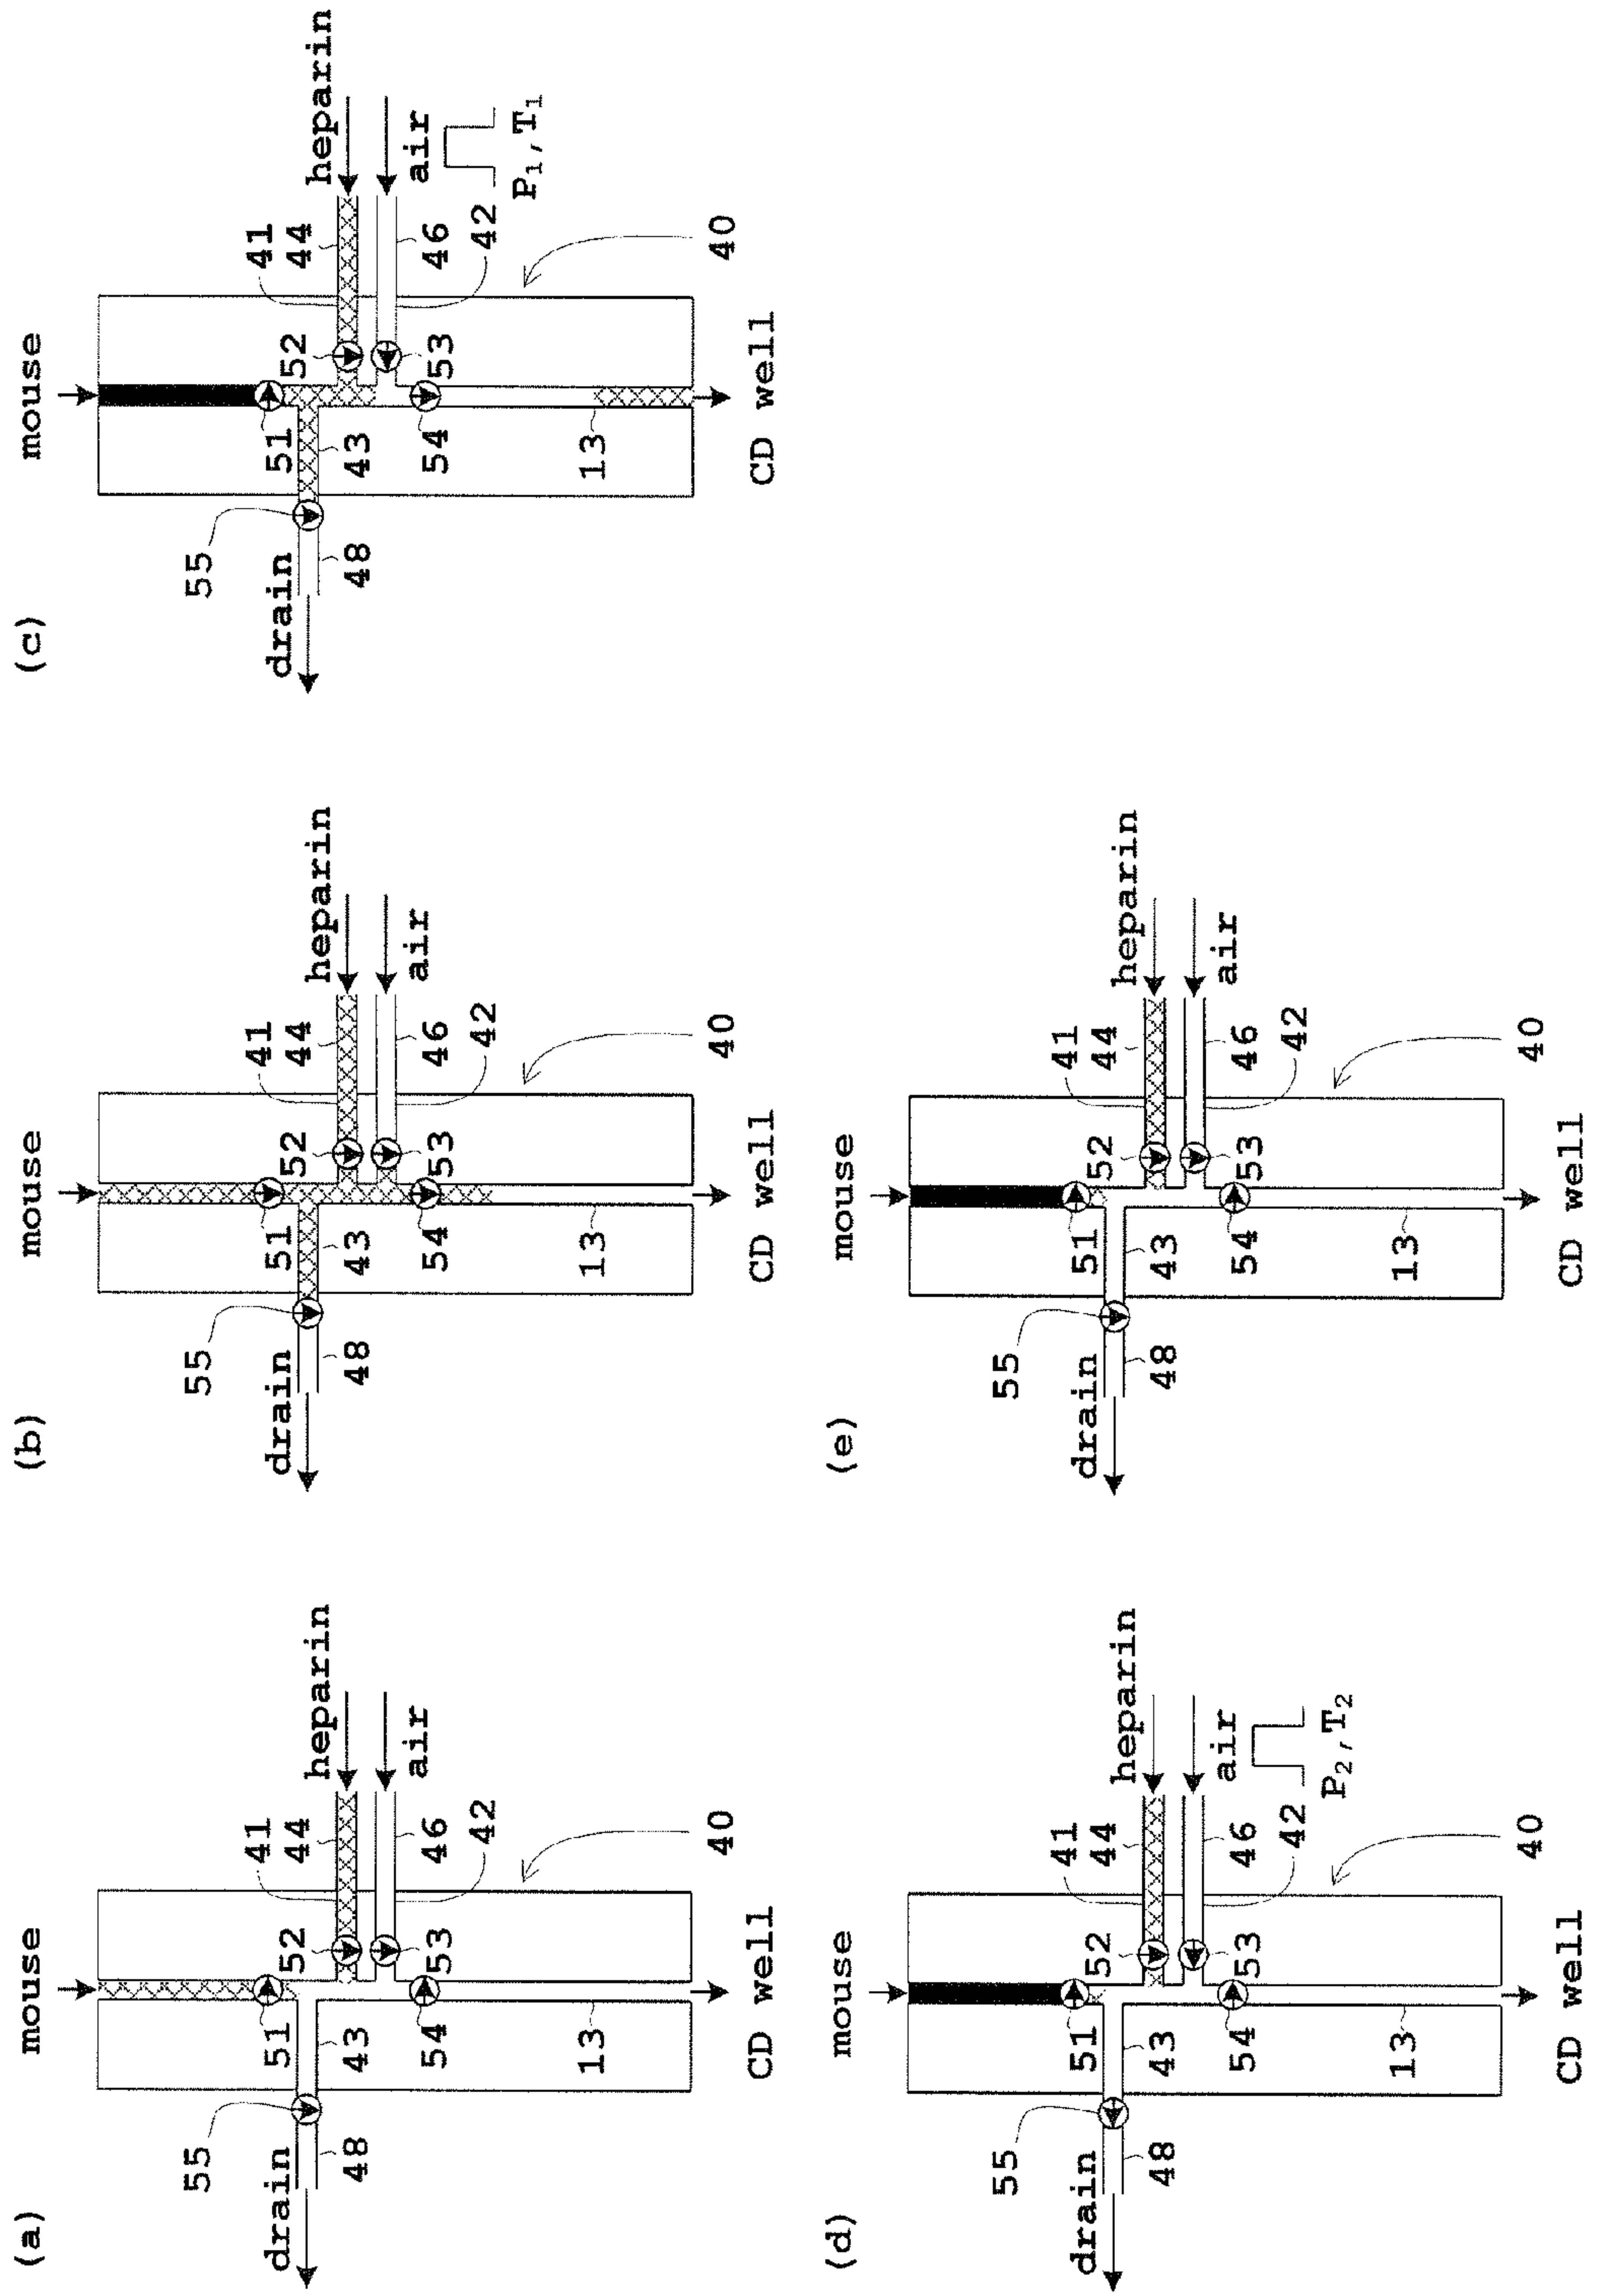 (a)
mouse
55
51
52
41
44
heparin
drain
43
48
53
46
air
54
42
13
40
CD well
(b)
mouse
55
51
52
41
44
heparin
drain
43
48
53
46
air
54
42
13
40
CD well
(c)
mouse
55
51
52
41
44
heparin
drain
43
48
53
46
air
54
42
P₁, T₁
13
40
CD well
(d)
mouse
55
51
52
41
44
heparin
drain
43
48
53
46
air
54
42
P₂, T₂
13
40
CD well
(e)
mouse
55
51
52
41
44
heparin
drain
43
48
53
46
air
54
42
13
40
CD well